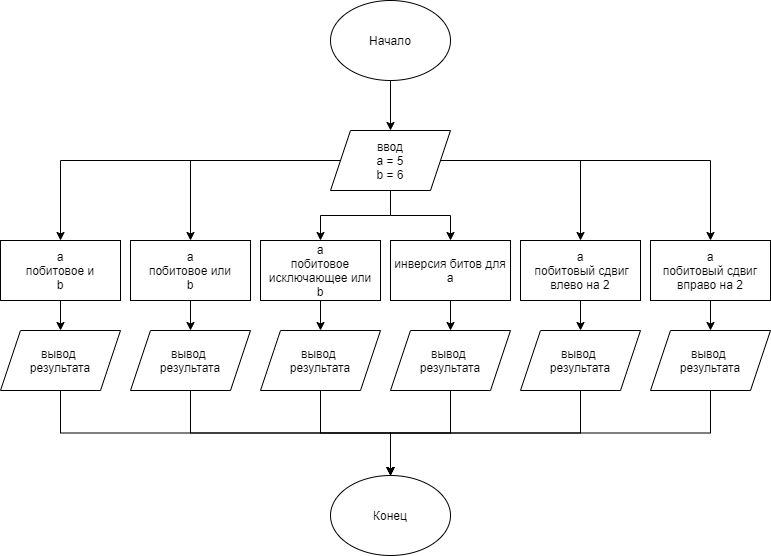 Начало
ввод
a = 5
b = 6
a
побитовое и
b
a
побитовое или
b
a
побитовое
исключающее или
b
инверсия битов для
a
a
побитовый сдвиг
влево на 2
a
побитовый сдвиг
вправо на 2
вывод
результата
вывод
результата
вывод
результата
вывод
результата
вывод
результата
вывод
результата
Конец